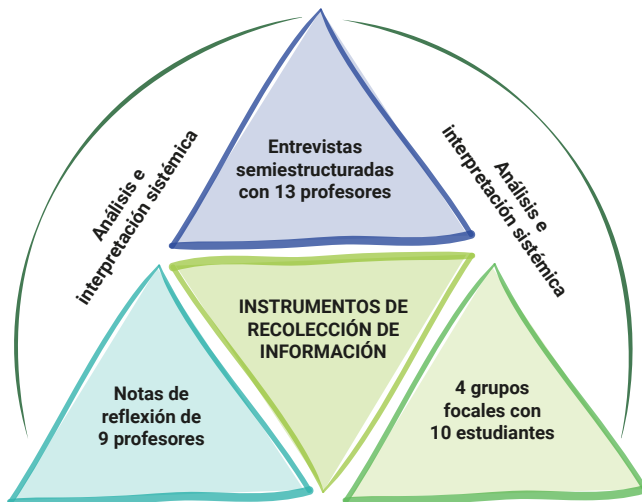 Entrevistas
semiestructuradas
con 13 profesores
Análisis e
interpretación sistémica
Análisis e
interpretación sistémica
INSTRUMENTOS DE
RECOLECCIÓN DE
INFORMACIÓN
Notas de
reflexión de
9 profesores
4 grupos
focales con
10 estudiantes